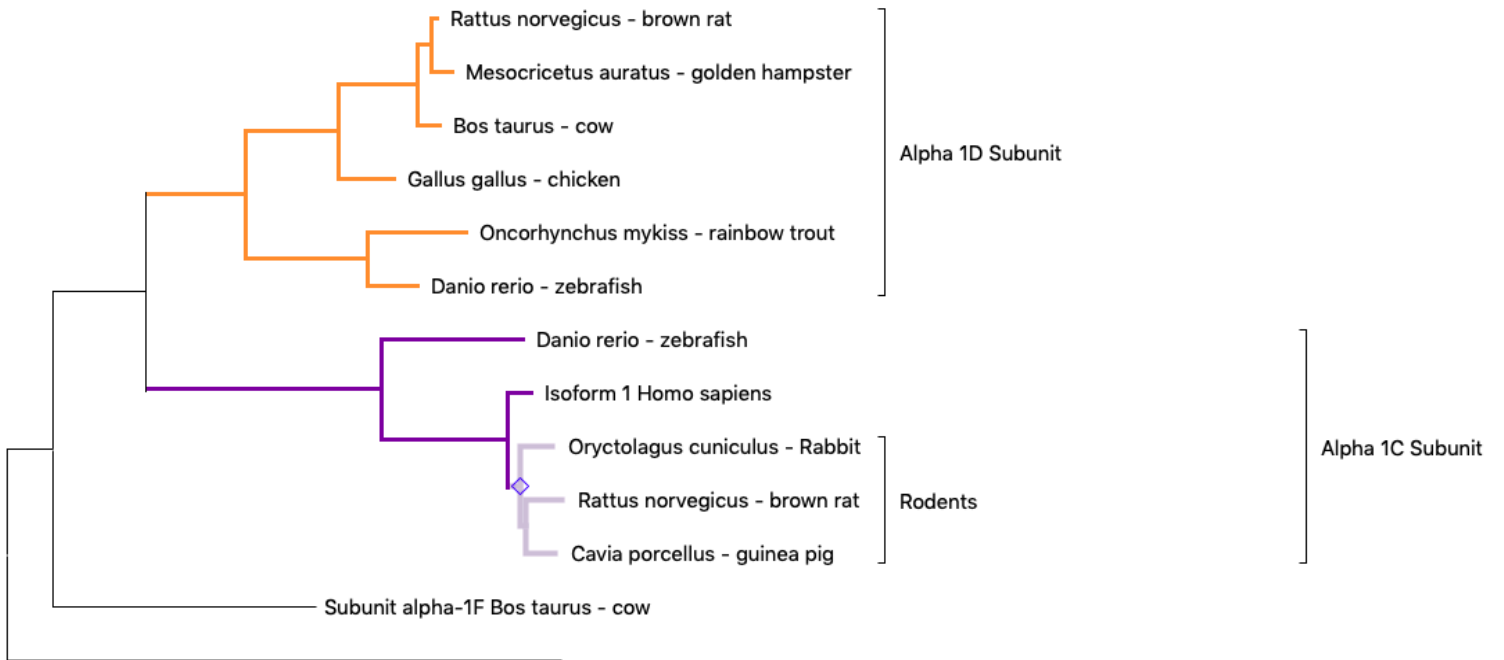 Rattus norvegicus - brown rat
Mesocricetus auratus - golden hampster
Bos taurus - cow
Alpha 1D Subunit
Gallus gallus - chicken
Oncorhynchus mykiss - rainbow trout
Danio rerio - zebrafish
Danio rerio - zebrafish
Isoform 1 Homo sapiens
Oryctolagus cuniculus - Rabbit
Alpha 1C Subunit
Rattus norvegicus - brown rat
Rodents
Cavia porcellus - guinea pig
Subunit alpha-1F Bos taurus - cow